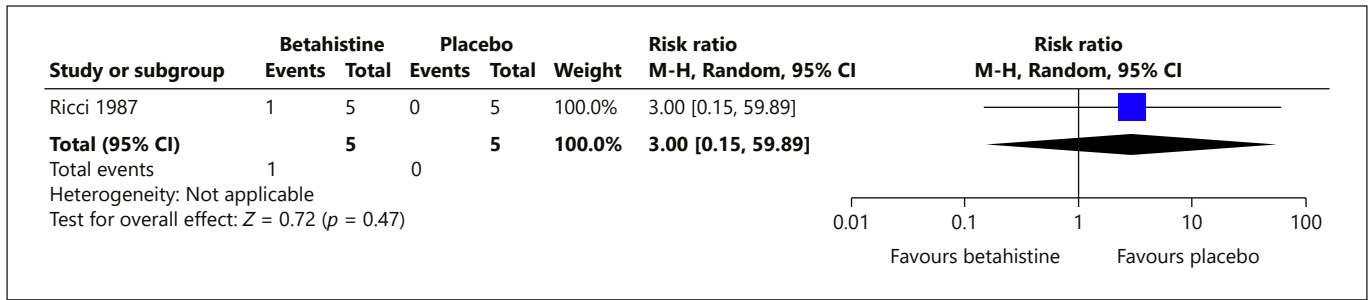 Betahistine Placebo Risk ratio Risk ratio
Study or subgroup Events Total Events Total Weight M-H, Random, 95% CI M-H, Random, 95% CI
Ricci 1987 1 5 0 5 100.0% 3.00 [0.15, 59.89]
Total (95% CI) 5 5 100.0% 3.00 [0.15, 59.89]
Total events 1 0
Heterogeneity: Not applicable
Test for overall effect: Z = 0.72 (p = 0.47)
0.01 0.1 1 10 100
Favours betahistine Favours placebo